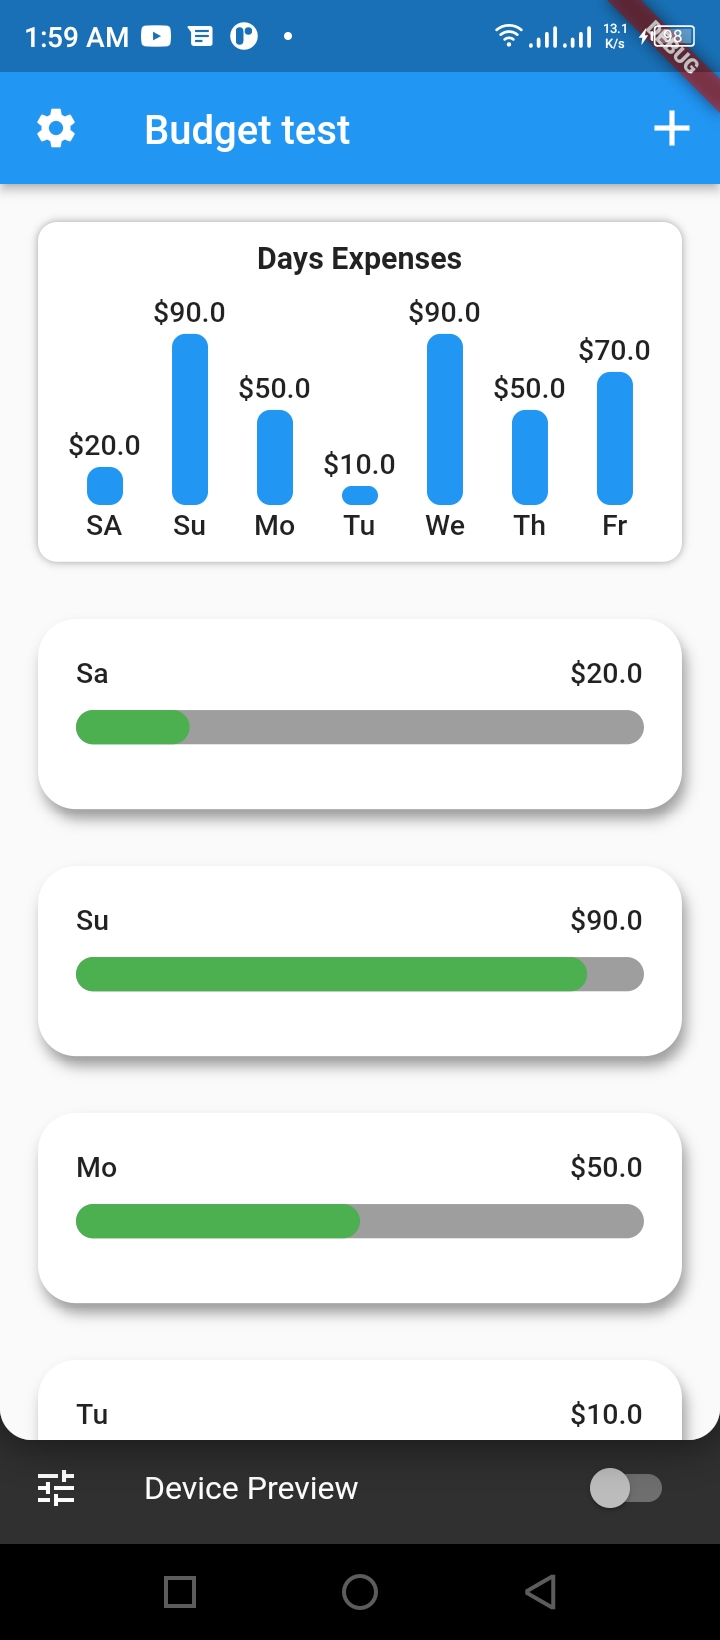 1:59 AM 13.1 K/s 98
DEBUG
Budget test
Days Expenses
$90.0 $90.0
$70.0
$50.0 $50.0
$20.0
$10.0
SA Su Mo Tu We Th Fr
Sa $20.0
Su $90.0
Mo $50.0
Tu $10.0
Device Preview